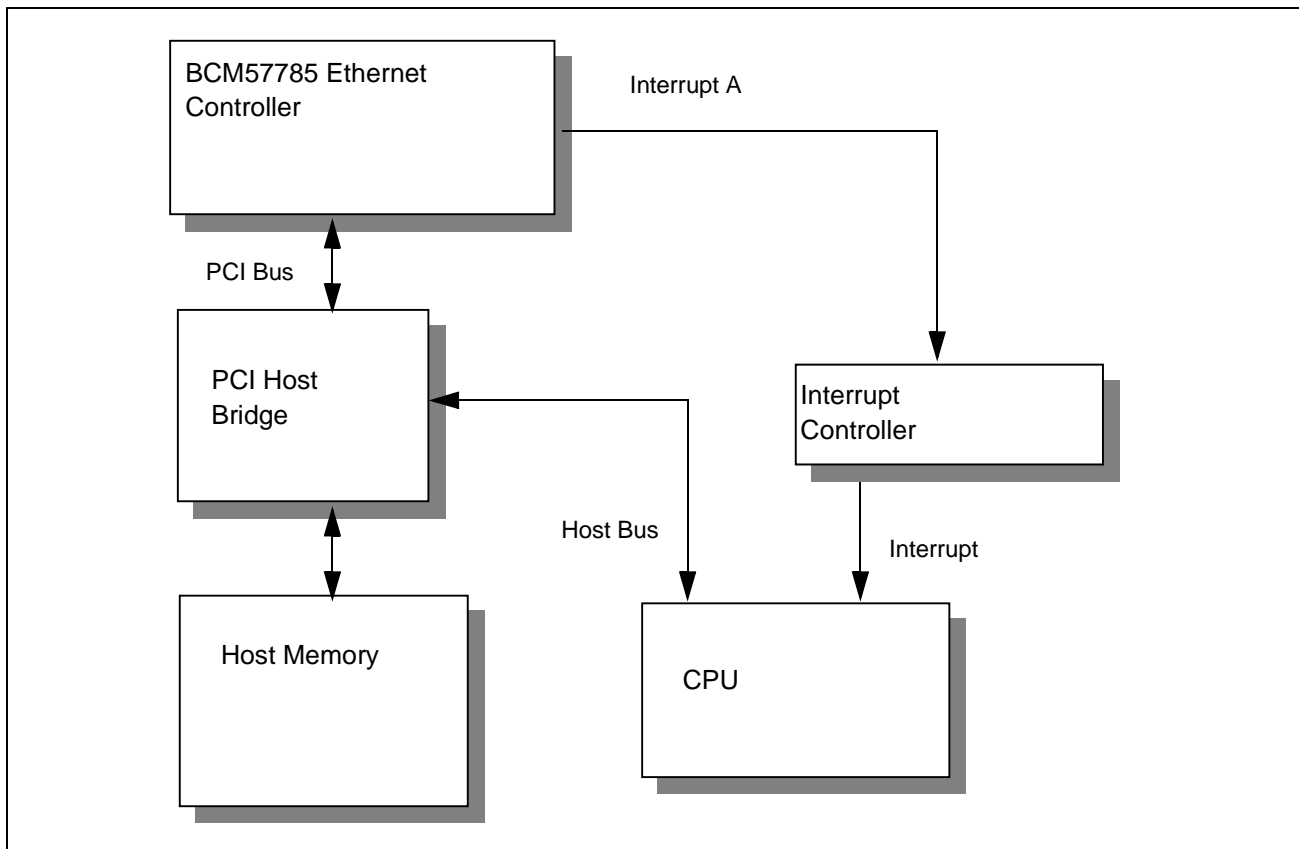 BCM57785 Ethernet
Controller
Interrupt A
PCI Bus
PCI Host
Bridge
Interrupt
Controller
Host Bus
Interrupt
Host Memory
CPU